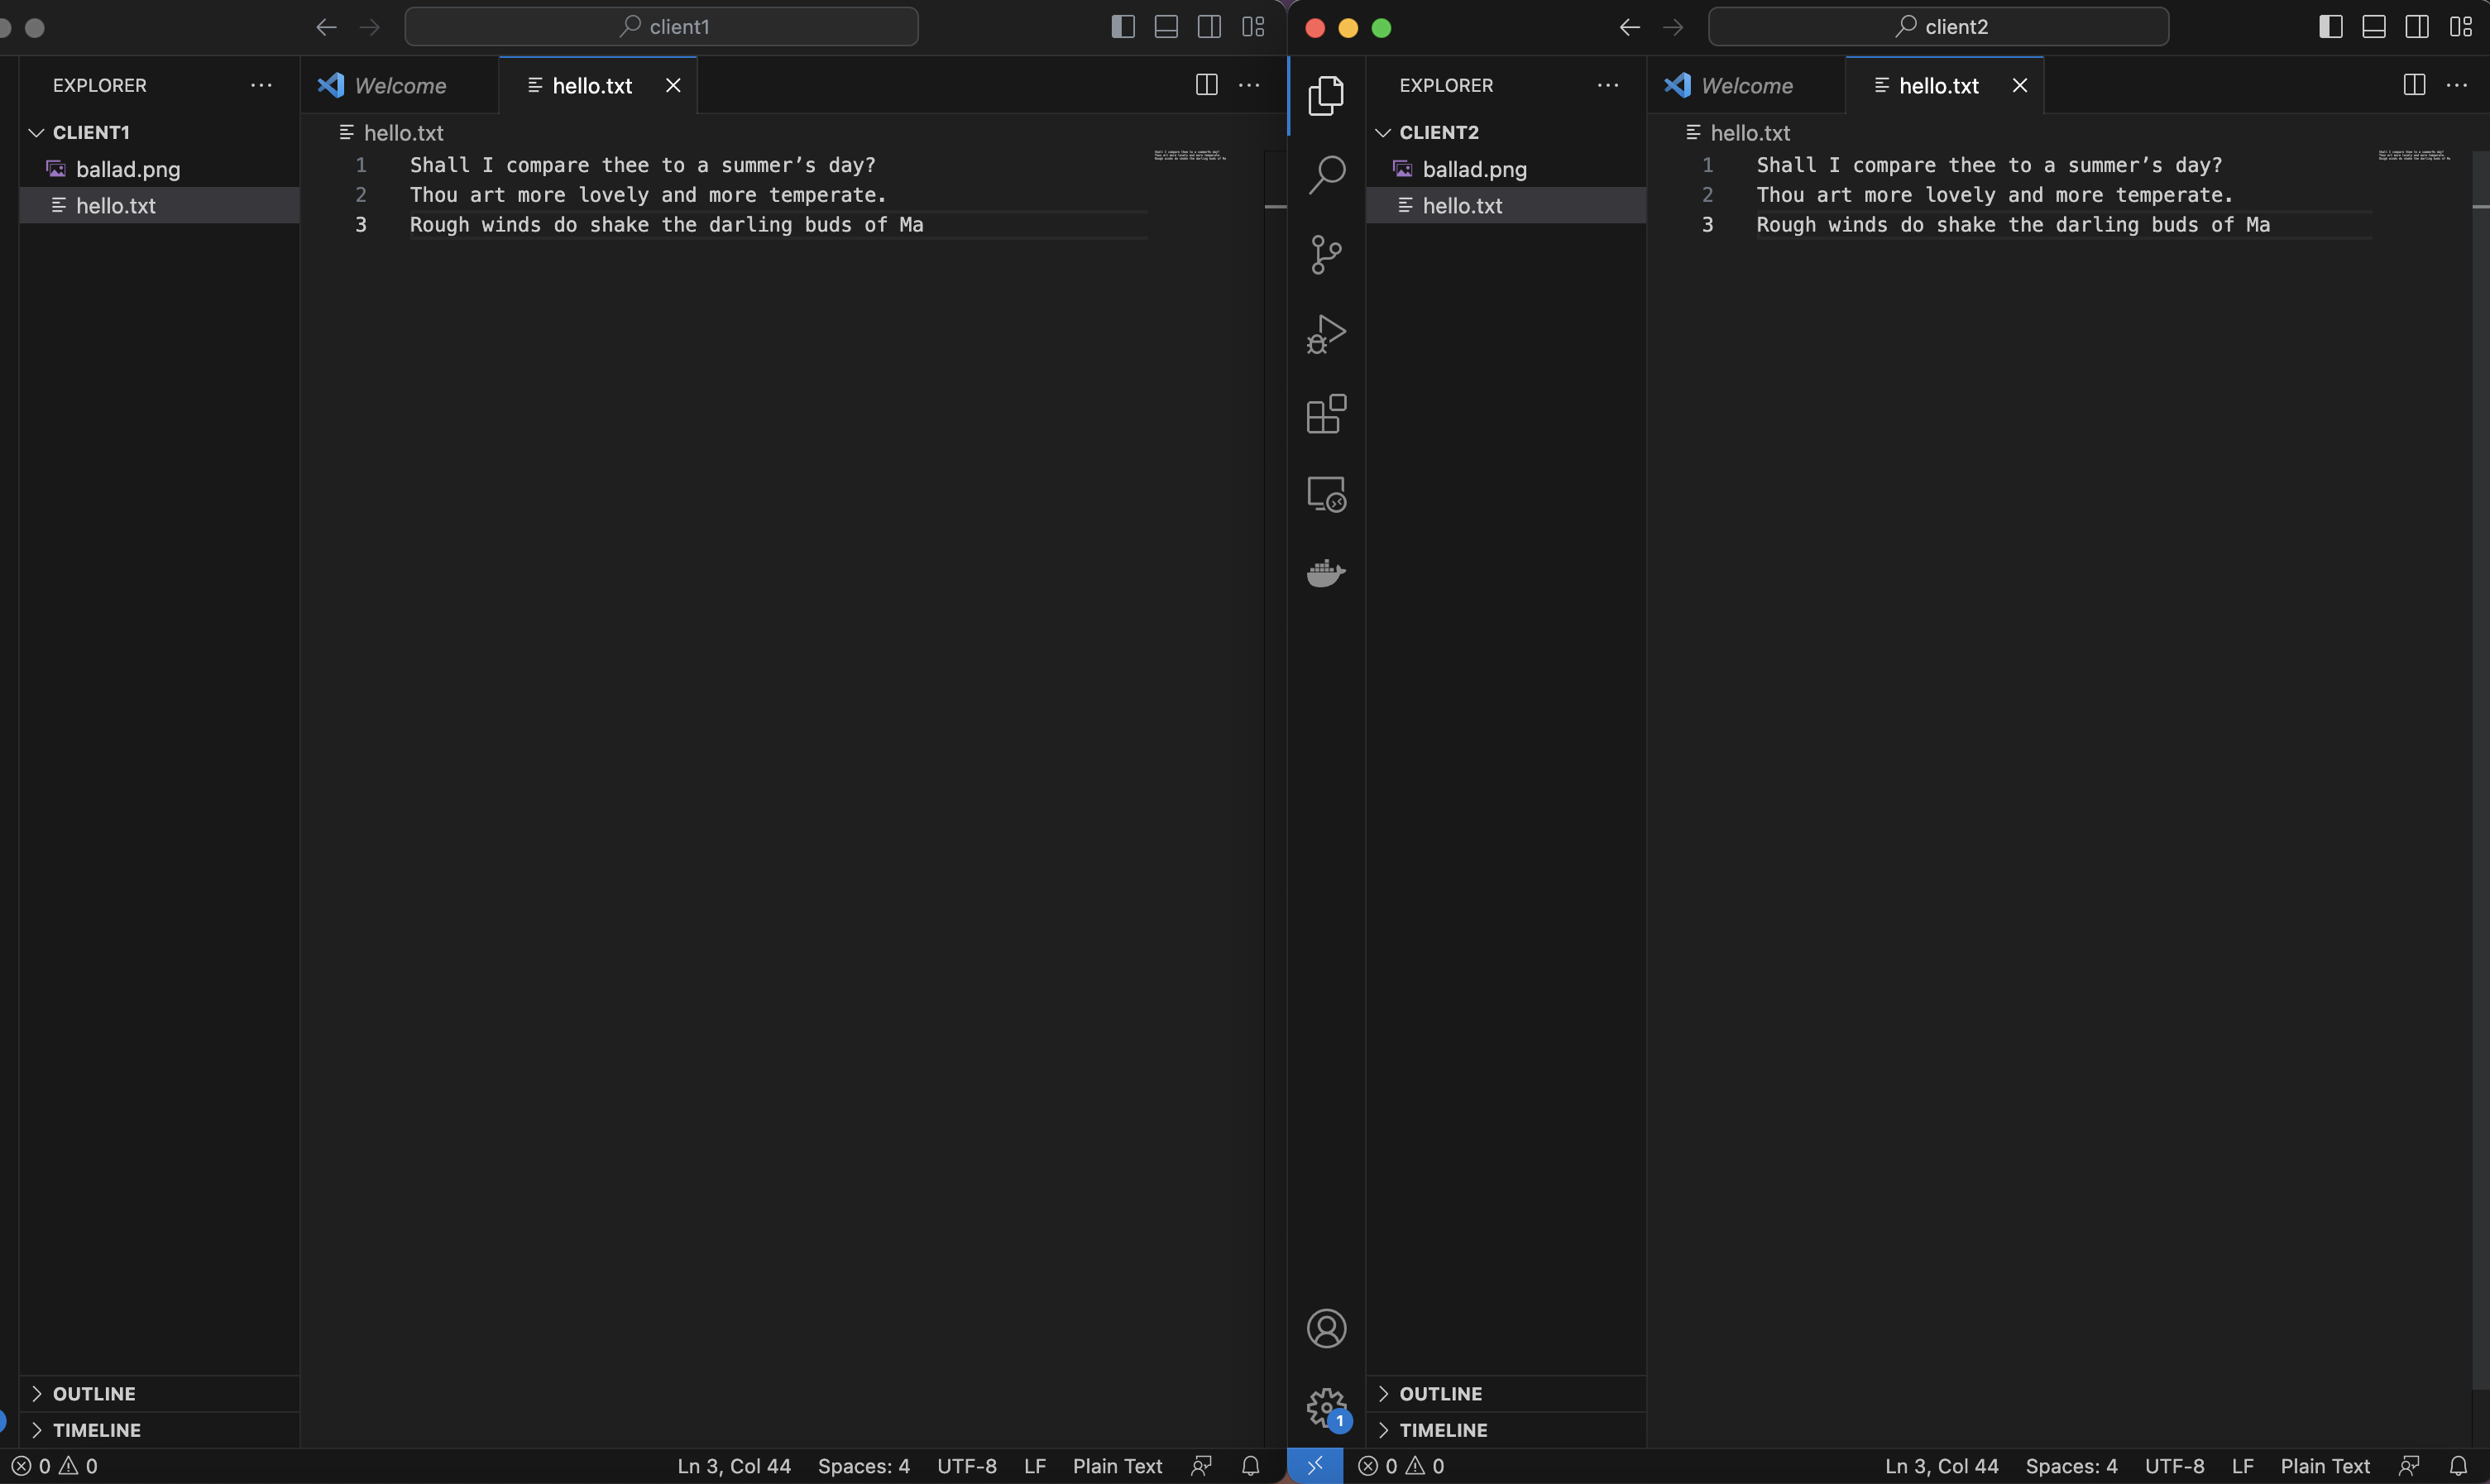 client1
EXPLORER
CLIENT1
ballad.png
hello.txt
OUTLINE
TIMELINE
Welcome
hello.txt
hello.txt
1 Shall I compare thee to a summer’s day?
2 Thou art more lovely and more temperate.
3 Rough winds do shake the darling buds of Ma
0 0
Ln 3, Col 44 Spaces: 4 UTF-8 LF Plain Text
client2
EXPLORER
CLIENT2
ballad.png
hello.txt
1
OUTLINE
TIMELINE
Welcome
hello.txt
hello.txt
1 Shall I compare thee to a summer’s day?
2 Thou art more lovely and more temperate.
3 Rough winds do shake the darling buds of Ma
0 0
Ln 3, Col 44 Spaces: 4 UTF-8 LF Plain Text